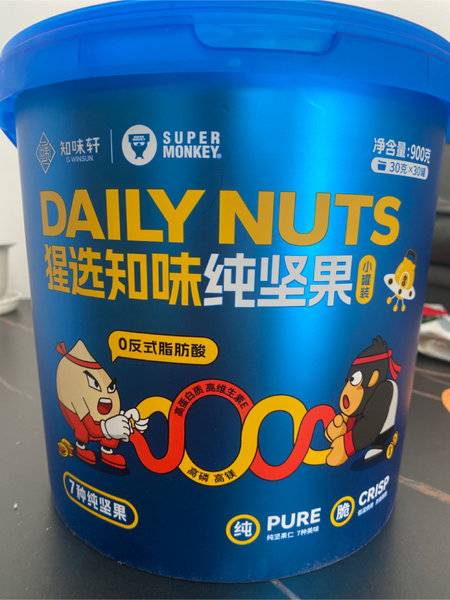 知味轩
G·WINSUN
SUPER
MONKEY®
净含量:900克
30克×30罐
DAILY NUTS
猩选知味纯坚果
小罐装
0反式脂肪酸
高蛋白质 高维生素E
高磷 高镁
7种纯坚果
纯 PURE
纯坚果仁 7种美味
脆 CRISP